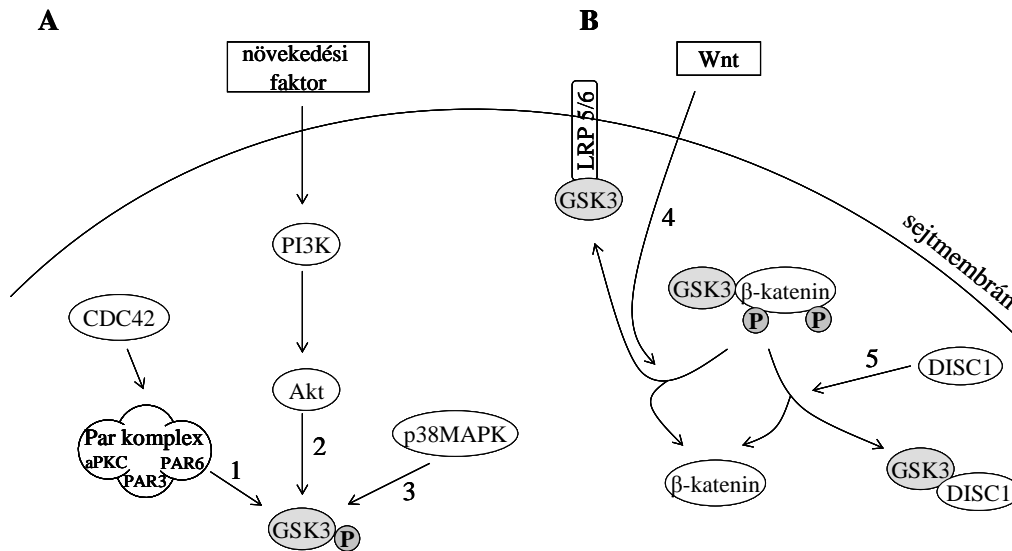 A
növekedési
faktor
PI3K
CDC42
Akt
Par komplex
aPKC
PAR6
PAR3
1
2
p38MAPK
3
GSK3
P
B
Wnt
LRP 5/6
GSK3
4
sejtmembrán
GSK3
β-katenin
P
P
5
DISC1
β-katenin
GSK3
DISC1